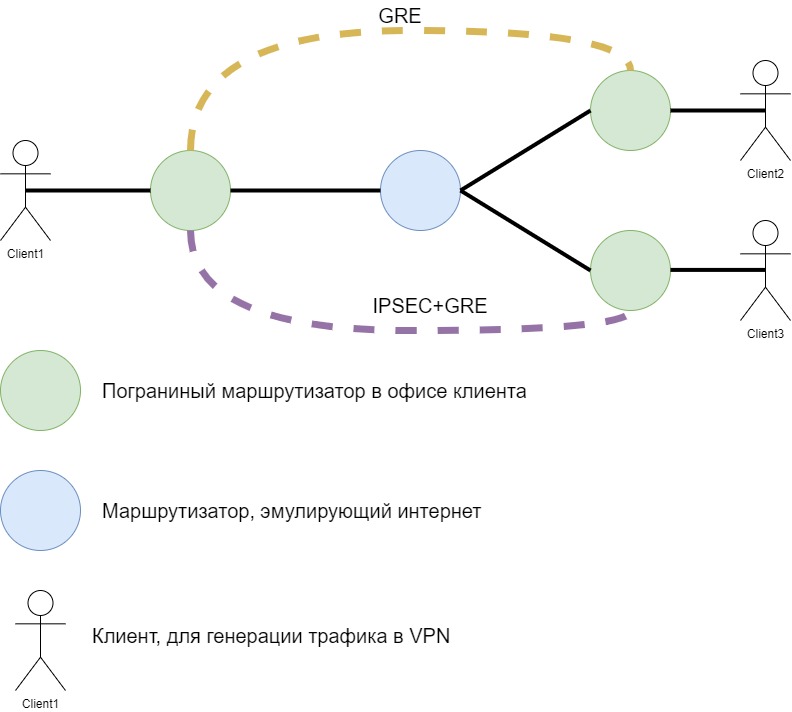 GRE
Client2
Client1
IPSEC+GRE
Client3
Пограниный маршрутизатор в офисе клиента
Маршрутизатор, эмулирующий интернет
Клиент, для генерации трафика в VPN
Client1